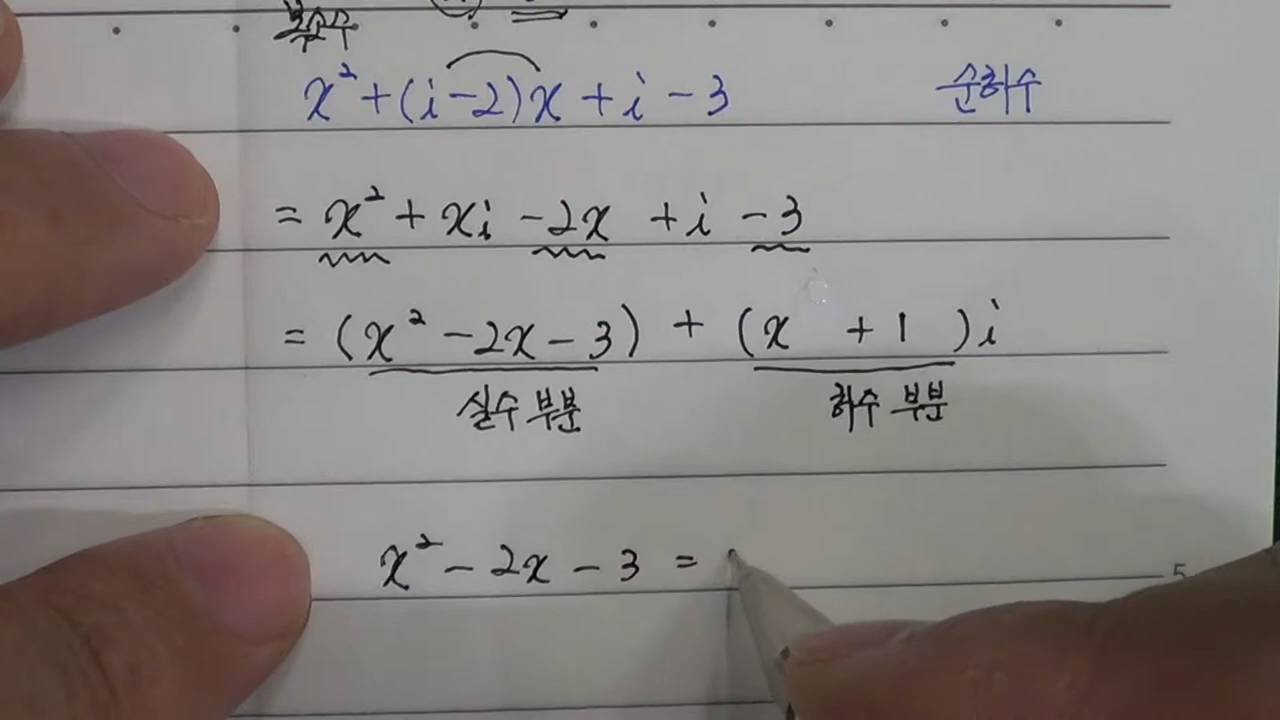 복소수
x² + (i - 2)x + i - 3 순허수
= x² + xi - 2x + i - 3
= (x² - 2x - 3) + (x + 1)i
실수 부분 허수 부분
x² - 2x - 3 =
5